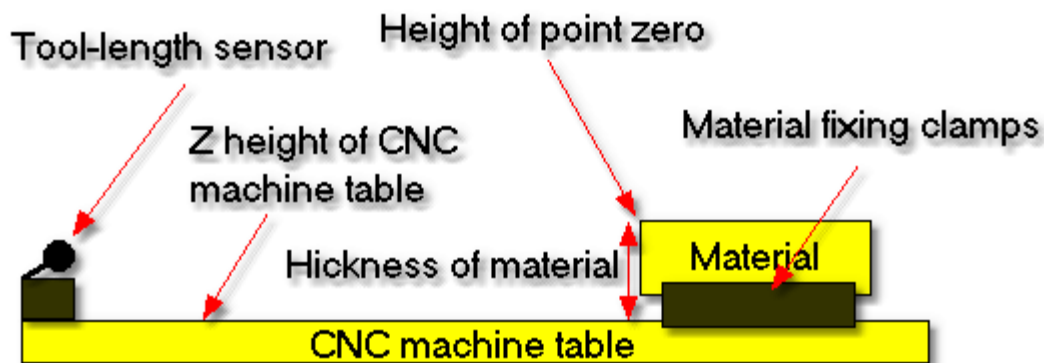 Tool-length sensor
Height of point zero
Z height of CNC
machine table
Material fixing clamps
Hickness of material
Material
CNC machine table